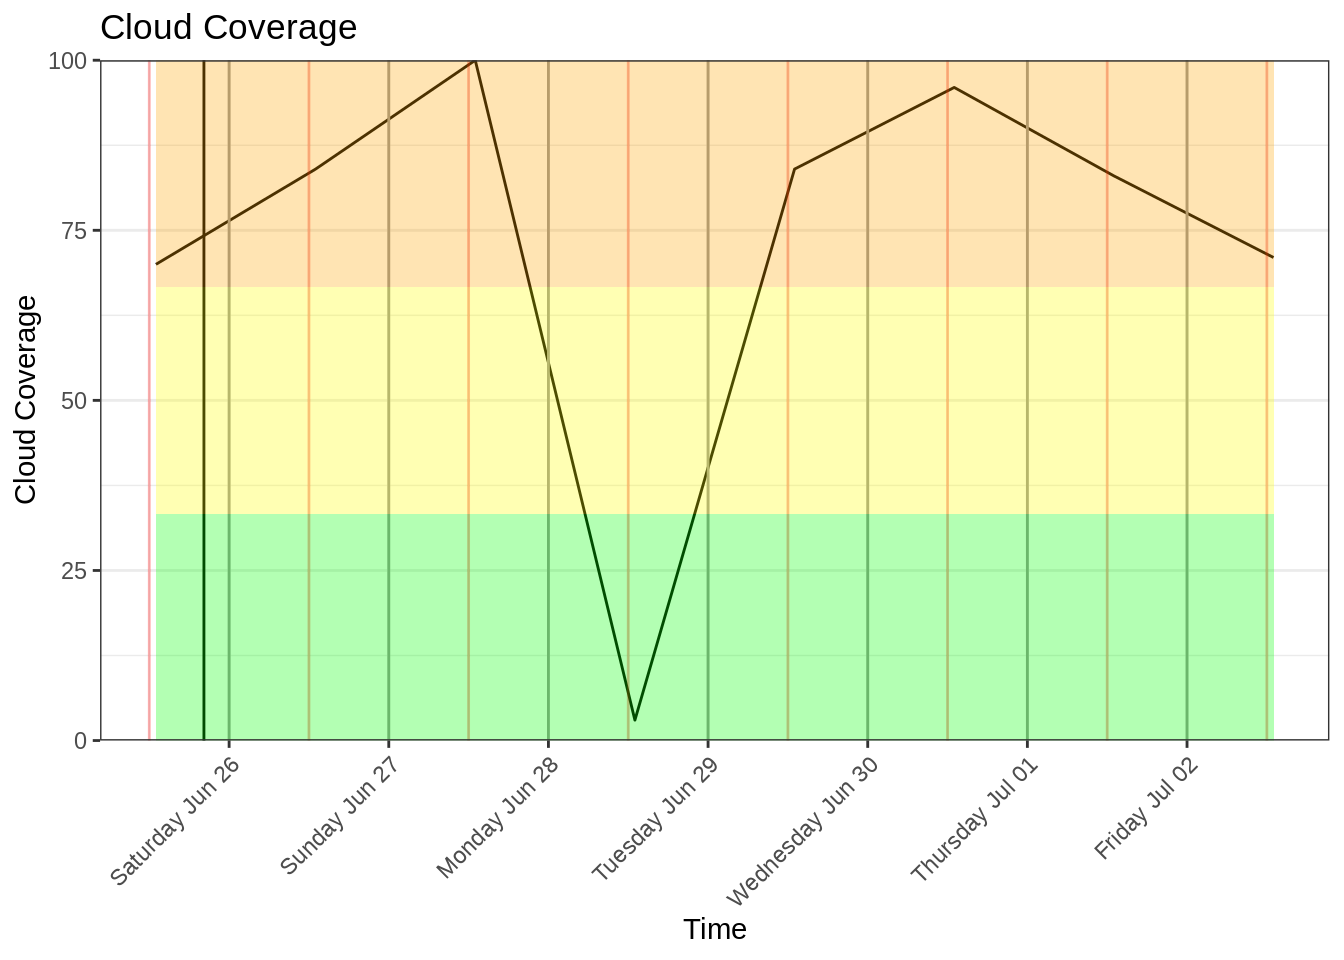 Cloud Coverage
100
75
50
25
0
Cloud Coverage
Saturday Jun 26
Sunday Jun 27
Monday Jun 28
Tuesday Jun 29
Wednesday Jun 30
Thursday Jul 01
Friday Jul 02
Time